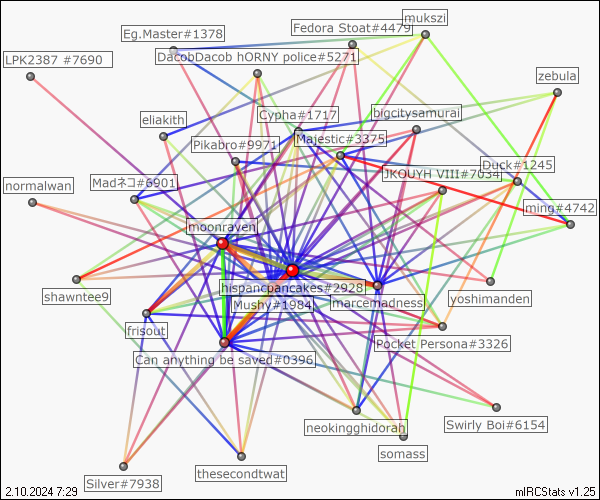 mukszi
Fedora Stoat#4479
Eg.Master#1378
DacobDacob hORNY police#5271
LPK2387 #7690
zebula
Cypha#1717
bigcitysamurai
eliakith
Majestic#3375
Pikabro#9971
Duck#1245
JKOUYH VIII#7034
Madネコ#6901
normalwan
ming#4742
moonraven
hispancpancakes#2928
shawntee9
yoshimanden
Mushy#1984
marcemadness
frisout
Pocket Persona#3326
Can anything be saved#0396
Swirly Boi#6154
neokingghidorah
somass
thesecondtwat
Silver#7938
2.10.2024 7:29
mIRCStats v1.25